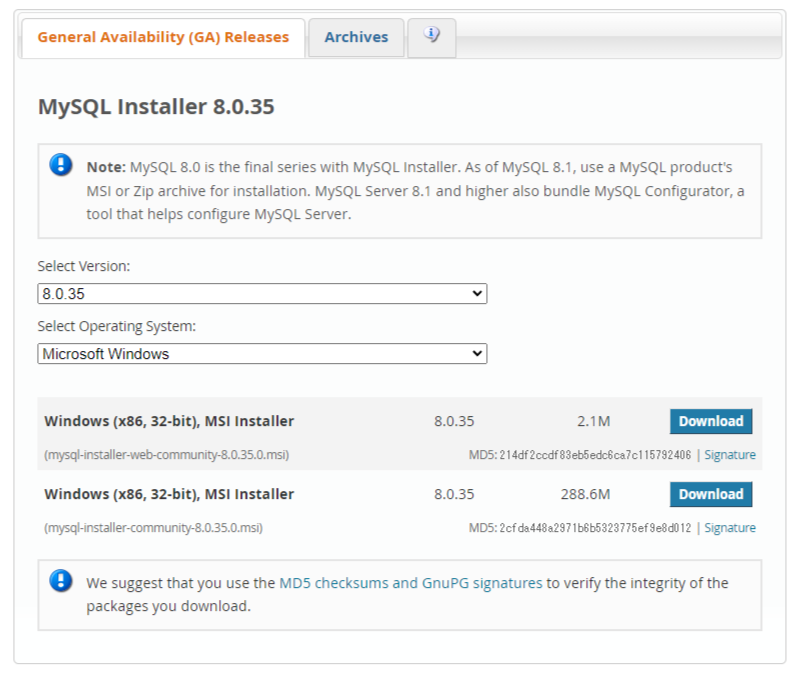 General Availability (GA) Releases
Archives
MySQL Installer 8.0.35
Note: MySQL 8.0 is the final series with MySQL Installer. As of MySQL 8.1, use a MySQL product's
MSI or Zip archive for installation. MySQL Server 8.1 and higher also bundle MySQL Configurator, a
tool that helps configure MySQL Server.
Select Version:
8.0.35
Select Operating System:
Microsoft Windows
Windows (x86, 32-bit), MSI Installer 8.0.35 2.1M Download
(mysql-installer-web-community-8.0.35.0.msi) MD5: 214df2ccdf83eb5edc6ca7c115792406 | Signature
Windows (x86, 32-bit), MSI Installer 8.0.35 288.6M Download
(mysql-installer-community-8.0.35.0.msi) MD5: 2cfda448a2971b6b5323775ef9e8d012 | Signature
We suggest that you use the MD5 checksums and GnuPG signatures to verify the integrity of the
packages you download.